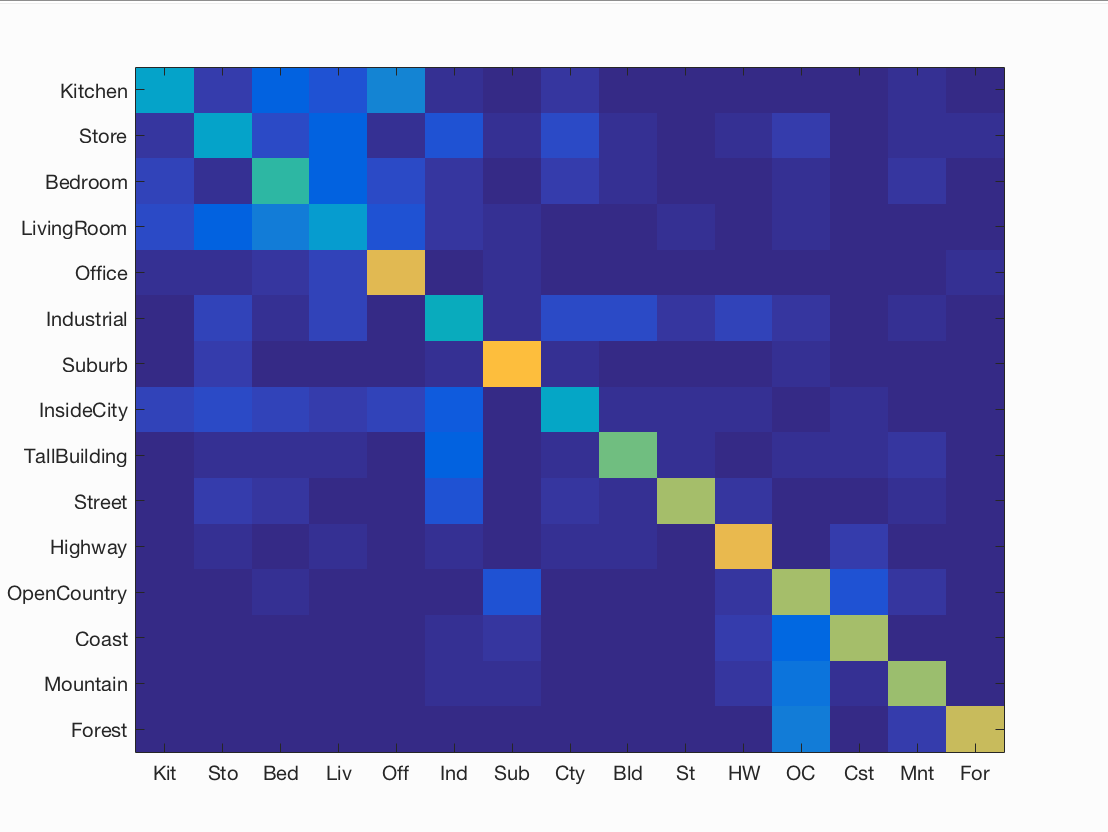 Kitchen
Store
Bedroom
LivingRoom
Office
Industrial
Suburb
InsideCity
TallBuilding
Street
Highway
OpenCountry
Coast
Mountain
Forest
Kit Sto Bed Liv Off Ind Sub Cty Bld St HW OC Cst Mnt For